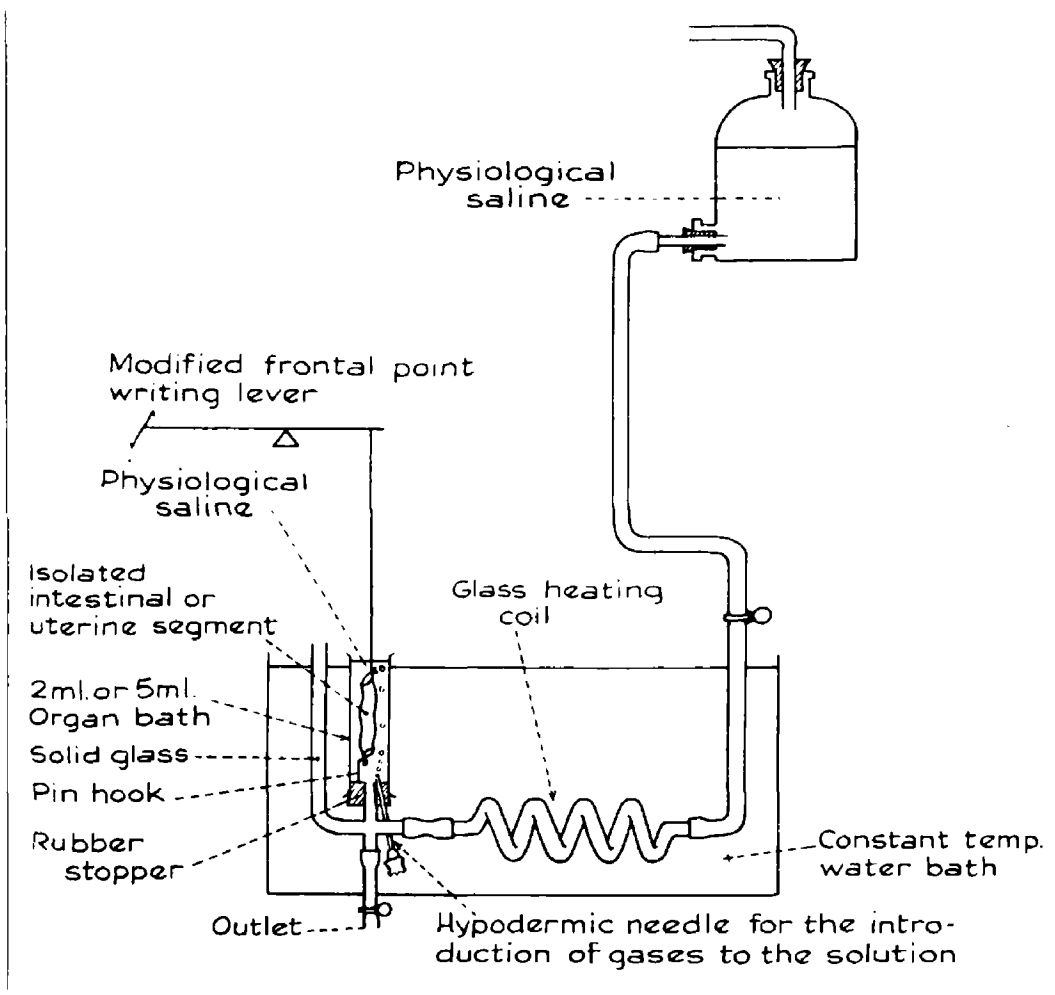 Physiological
saline
Modified frontal point
writing lever
Physiological
saline
Isolated
intestinal or
uterine segment
Glass heating
coil
2ml. or 5ml.
Organ bath
Solid glass
Pin hook
Rubber
stopper
Constant temp.
water bath
Outlet
Hypodermic needle for the intro-
duction of gases to the solution